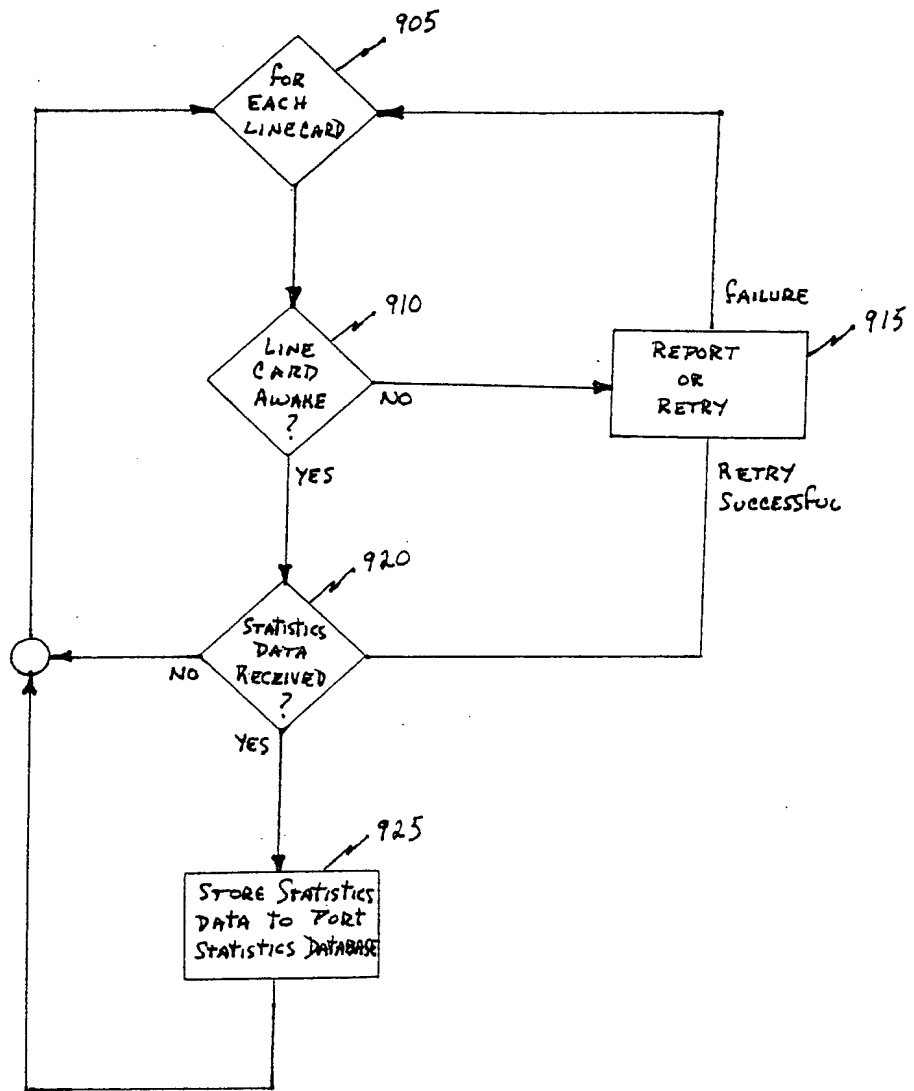 905
FOR
EACH
LINECARD
910
LINE
CARD
AWAKE
?
NO
YES
FAILURE
915
REPORT
OR
RETRY
RETRY
SUCCESSFUL
920
STATISTICS
DATA
RECEIVED
?
NO
YES
925
STORE STATISTICS
DATA TO PORT
STATISTICS DATABASE